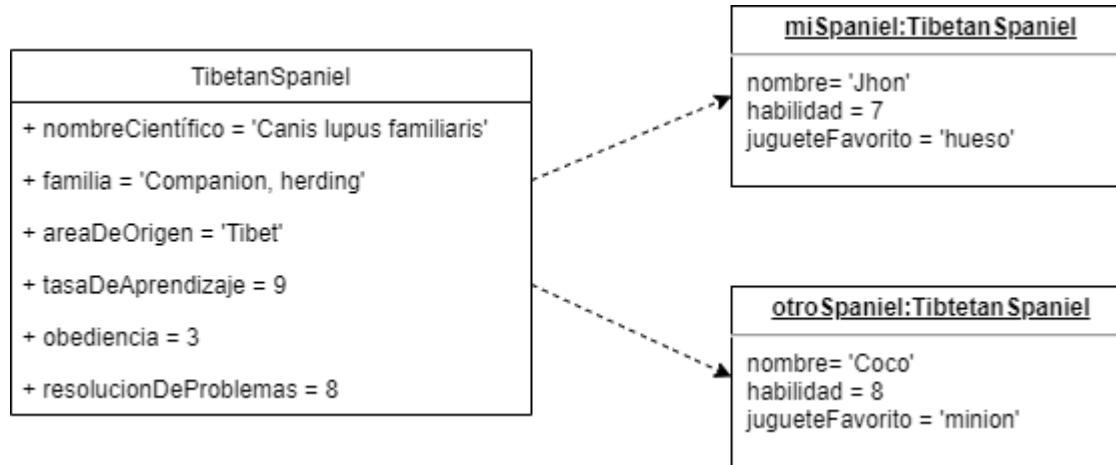 TibetanSpaniel
+ nombreCientífico = 'Canis lupus familiaris'
+ familia = 'Companion, herding'
+ areaDeOrigen = 'Tibet'
+ tasaDeAprendizaje = 9
+ obediencia = 3
+ resolucionDeProblemas = 8
miSpaniel:TibetanSpaniel
nombre= 'Jhon'
habilidad = 7
jugueteFavorito = 'hueso'
otroSpaniel:TibtetanSpaniel
nombre= 'Coco'
habilidad = 8
jugueteFavorito = 'minion'